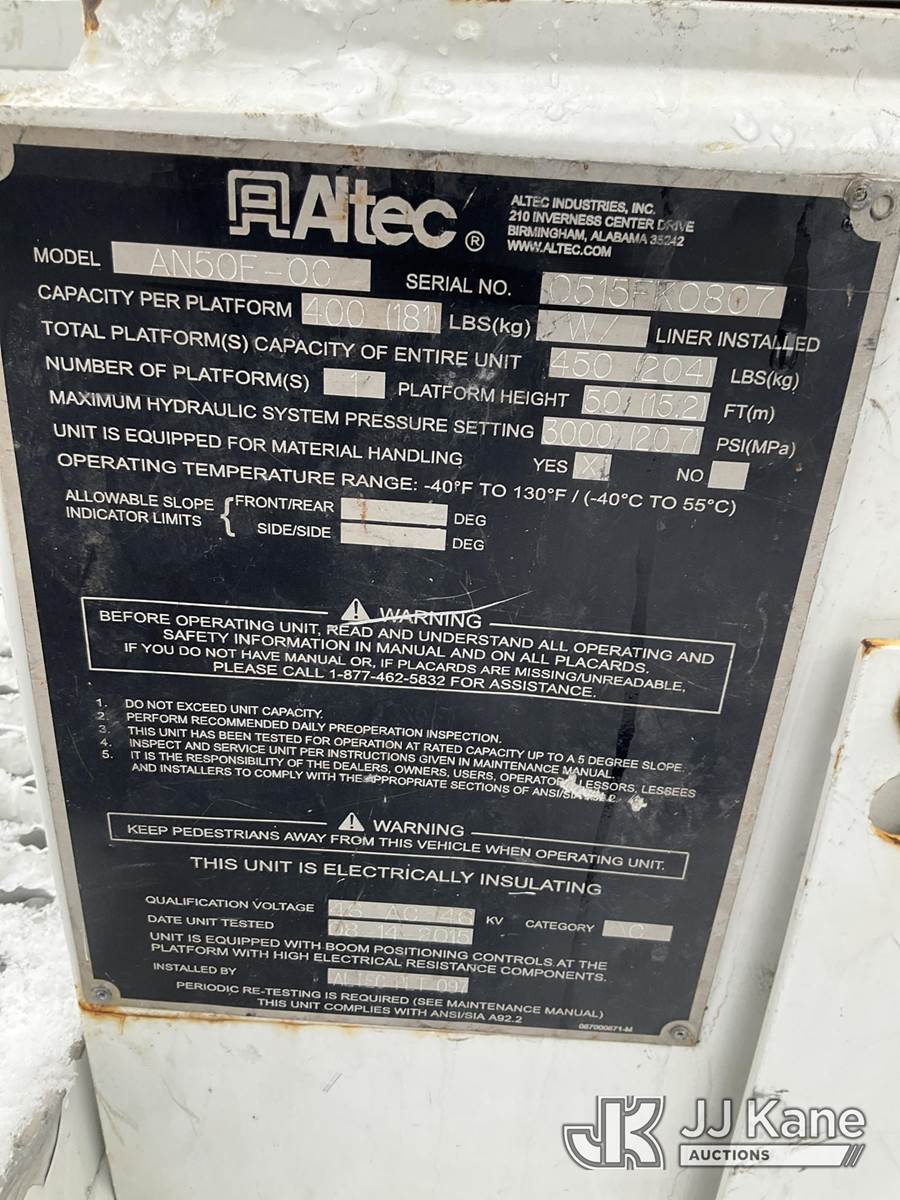 Altec ®
ALTEC INDUSTRIES, INC.
210 INVERNESS CENTER DRIVE
BIRMINGHAM, ALABAMA 35242
WWW.ALTEC.COM
MODEL AN50E-OC SERIAL NO. 0515FK0807
CAPACITY PER PLATFORM 400 (181) LBS(kg) W/ LINER INSTALLED
TOTAL PLATFORM(S) CAPACITY OF ENTIRE UNIT 450 (204) LBS(kg)
NUMBER OF PLATFORM(S) 1 PLATFORM HEIGHT 50 (15.2) FT(m)
MAXIMUM HYDRAULIC SYSTEM PRESSURE SETTING 3000 (20.7) PSI(MPa)
UNIT IS EQUIPPED FOR MATERIAL HANDLING YES X NO
OPERATING TEMPERATURE RANGE: -40°F TO 130°F / (-40°C TO 55°C)
ALLOWABLE SLOPE INDICATOR LIMITS { FRONT/REAR DEG
SIDE/SIDE DEG
WARNING
BEFORE OPERATING UNIT, READ AND UNDERSTAND ALL OPERATING AND
SAFETY INFORMATION IN MANUAL AND ON ALL PLACARDS.
IF YOU DO NOT HAVE MANUAL OR, IF PLACARDS ARE MISSING/UNREADABLE,
PLEASE CALL 1-877-462-5832 FOR ASSISTANCE.
1. DO NOT EXCEED UNIT CAPACITY.
2. PERFORM RECOMMENDED DAILY PREOPERATION INSPECTION.
3. THIS UNIT HAS BEEN TESTED FOR OPERATION AT RATED CAPACITY UP TO A 5 DEGREE SLOPE.
4. INSPECT AND SERVICE UNIT PER INSTRUCTIONS GIVEN IN MAINTENANCE MANUAL.
5. IT IS THE RESPONSIBILITY OF THE DEALERS, OWNERS, USERS, OPERATORS, LESSORS, LESSEES
AND INSTALLERS TO COMPLY WITH THE APPROPRIATE SECTIONS OF ANSI/SIA
WARNING
KEEP PEDESTRIANS AWAY FROM THIS VEHICLE WHEN OPERATING UNIT.
THIS UNIT IS ELECTRICALLY INSULATING
QUALIFICATION VOLTAGE 46 AC 46 KV CATEGORY C
DATE UNIT TESTED 08-14-2015
UNIT IS EQUIPPED WITH BOOM POSITIONING CONTROLS AT THE
PLATFORM WITH HIGH ELECTRICAL RESISTANCE COMPONENTS.
INSTALLED BY ALTEC 097
PERIODIC RE-TESTING IS REQUIRED (SEE MAINTENANCE MANUAL)
THIS UNIT COMPLIES WITH ANSI/SIA A92.2
087000871-M
JK JJ Kane
AUCTIONS